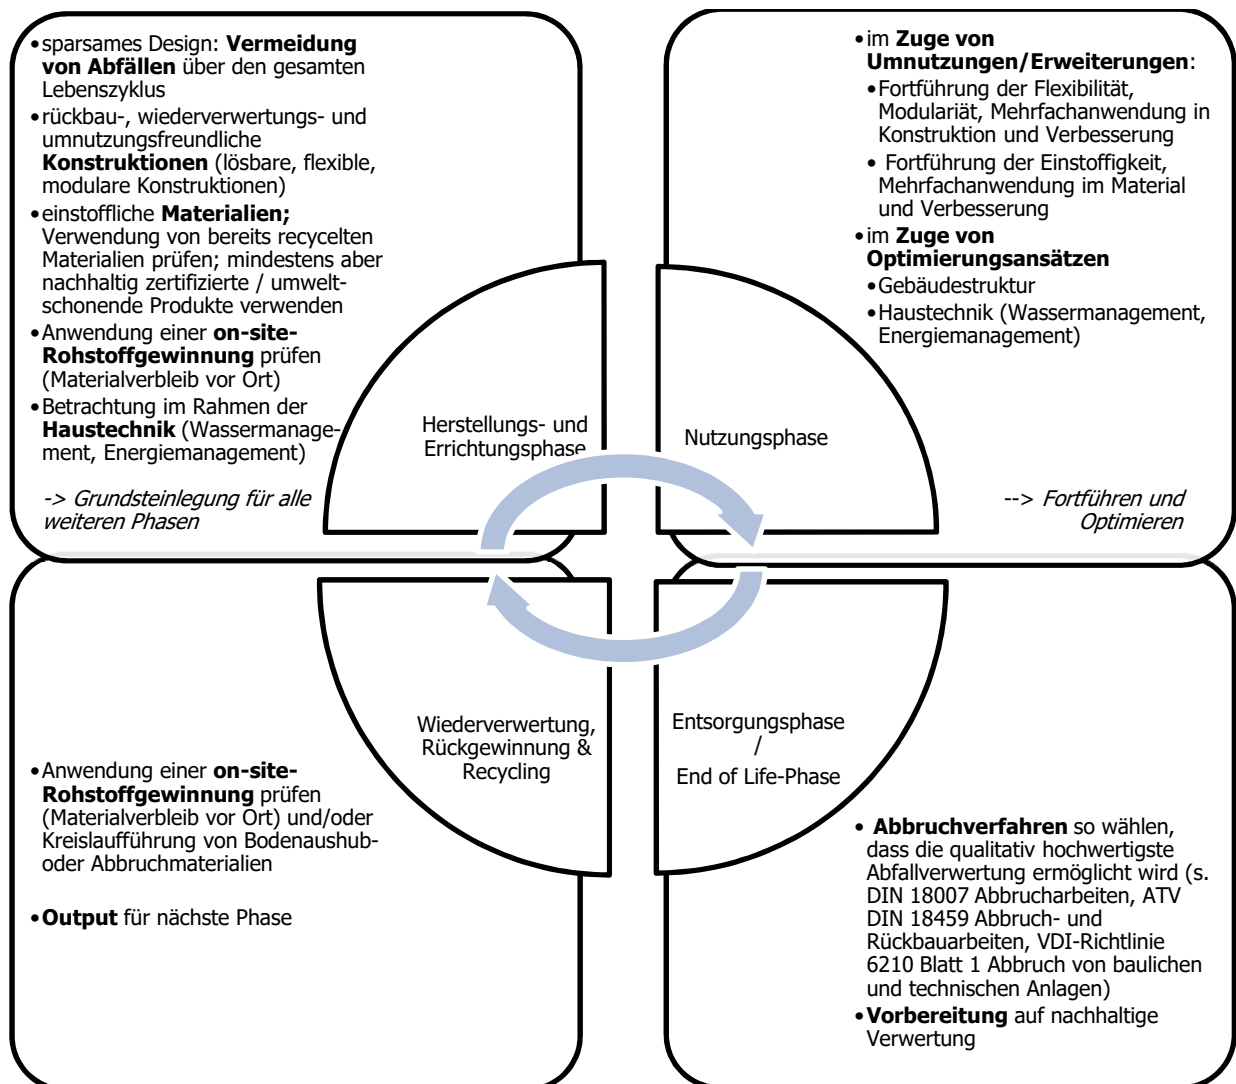 •sparsames Design: Vermeidung
von Abfällen über den gesamten
Lebenszyklus
•rückbau-, wiederverwertungs- und
umnutzungsfreundliche
Konstruktionen (lösbare, flexible,
modulare Konstruktionen)
•einstoffliche Materialien;
Verwendung von bereits recycelten
Materialien prüfen; mindestens aber
nachhaltig zertifizierte / umwelt-
schonende Produkte verwenden
•Anwendung einer on-site-
Rohstoffgewinnung prüfen
(Materialverbleib vor Ort)
•Betrachtung im Rahmen der
Haustechnik (Wassermanage-
ment, Energiemanagement)
-> Grundsteinlegung für alle
weiteren Phasen
Herstellungs- und
Errichtungsphase
•im Zuge von
Umnutzungen/Erweiterungen:
•Fortführung der Flexibilität,
Modulariät, Mehrfachanwendung in
Konstruktion und Verbesserung
• Fortführung der Einstoffigkeit,
Mehrfachanwendung im Material
und Verbesserung
•im Zuge von
Optimierungsansätzen
•Gebäudestruktur
•Haustechnik (Wassermanagement,
Energiemanagement)
Nutzungsphase
--> Fortführen und
Optimieren
Wiederverwertung,
Rückgewinnung &
Recycling
•Anwendung einer on-site-
Rohstoffgewinnung prüfen
(Materialverbleib vor Ort) und/oder
Kreislaufführung von Bodenaushub-
oder Abbruchmaterialien
•Output für nächste Phase
Entsorgungsphase
/
End of Life-Phase
• Abbruchverfahren so wählen,
dass die qualitativ hochwertigste
Abfallverwertung ermöglicht wird (s.
DIN 18007 Abbrucharbeiten, ATV
DIN 18459 Abbruch- und
Rückbauarbeiten, VDI-Richtlinie
6210 Blatt 1 Abbruch von baulichen
und technischen Anlagen)
•Vorbereitung auf nachhaltige
Verwertung